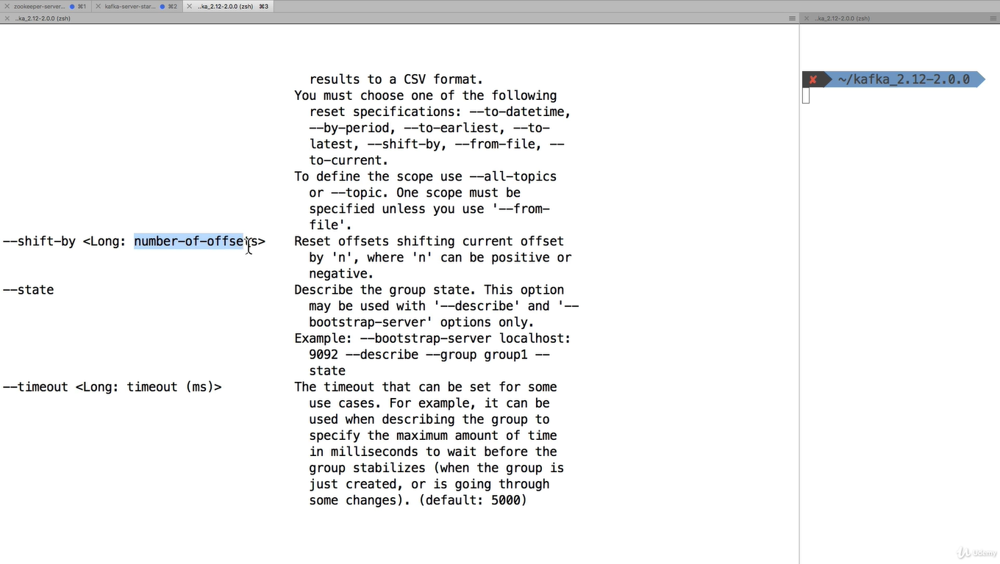 zookeeper-server... ⌘1 kafka-server-star... ⌘2 ..ka_2.12-2.0.0 (zsh) ⌘3
..ka_2.12-2.0.0 (zsh) ..ka_2.12-2.0.0 (zsh)
results to a CSV format.
You must choose one of the following
reset specifications: --to-datetime,
--by-period, --to-earliest, --to-
latest, --shift-by, --from-file, --
to-current.
To define the scope use --all-topics
or --topic. One scope must be
specified unless you use '--from-
file'.
--shift-by <Long: number-of-offsets> Reset offsets shifting current offset
by 'n', where 'n' can be positive or
negative.
--state Describe the group state. This option
may be used with '--describe' and '--
bootstrap-server' options only.
Example: --bootstrap-server localhost:
9092 --describe --group group1 --
state
--timeout <Long: timeout (ms)> The timeout that can be set for some
use cases. For example, it can be
used when describing the group to
specify the maximum amount of time
in milliseconds to wait before the
group stabilizes (when the group is
just created, or is going through
some changes). (default: 5000)
✘ ~/kafka_2.12-2.0.0
Udemy